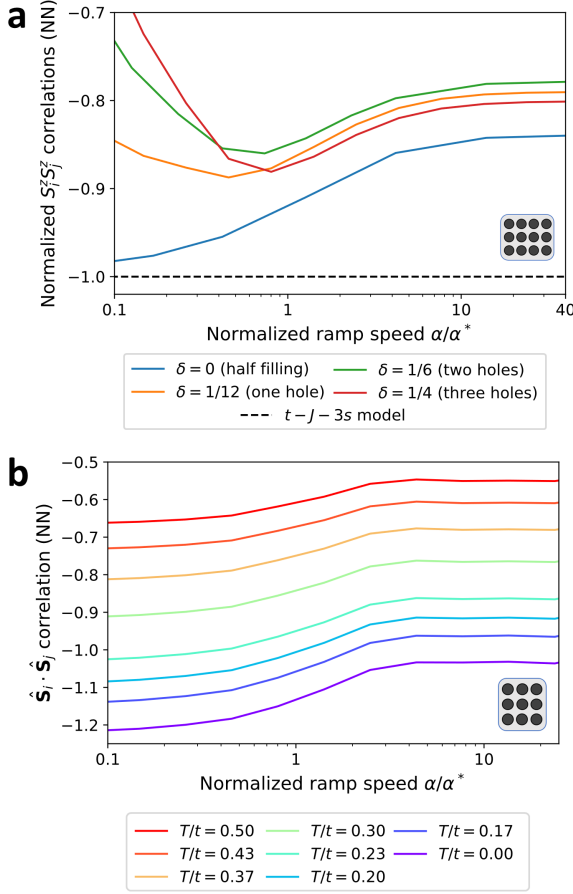 a
Normalized S_i^z S_j^z correlations (NN)
−0.7
−0.8
−0.9
−1.0
0.1
1
10
40
Normalized ramp speed α/α*
δ = 0 (half filling)
δ = 1/6 (two holes)
δ = 1/12 (one hole)
δ = 1/4 (three holes)
t − J − 3s model
b
Ŝ_i · Ŝ_j correlation (NN)
−0.5
−0.6
−0.7
−0.8
−0.9
−1.0
−1.1
−1.2
0.1
1
10
Normalized ramp speed α/α*
T/t = 0.50
T/t = 0.30
T/t = 0.17
T/t = 0.43
T/t = 0.23
T/t = 0.00
T/t = 0.37
T/t = 0.20